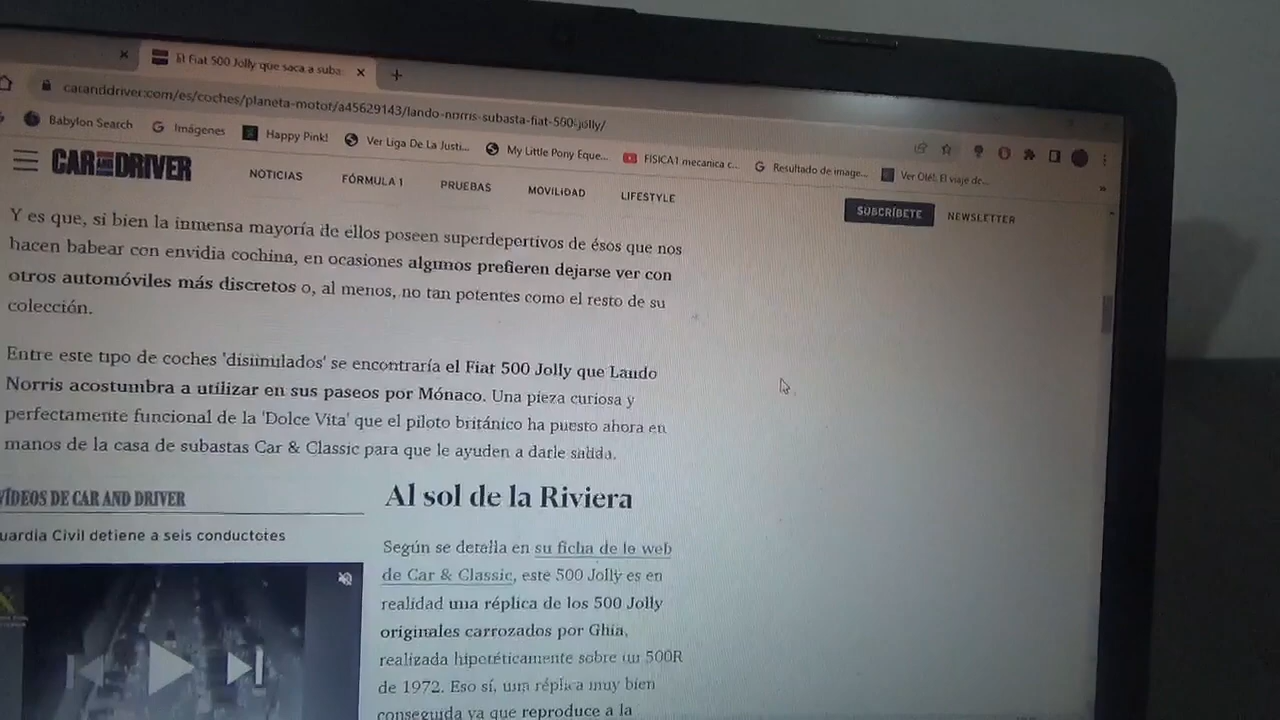 El Fiat 500 Jolly que saca a suba
caranddriver.com/es/coches/planeta-motor/a45629143/lando-norris-subasta-fiat-500-jolly/
Babylon Search
Imágenes
Happy Pink!
Ver Liga De La Justi...
My Little Pony Eque...
FISICA1 mecanica c...
Resultado de image...
Ver Olé!. El viaje de...
CAR AND DRIVER
NOTICIAS
FÓRMULA 1
PRUEBAS
MOVILIDAD
LIFESTYLE
SUBCRÍBETE
NEWSLETTER
Y es que, si bien la inmensa mayoría de ellos poseen superdeportivos de ésos que nos
hacen babear con envidia cochina, en ocasiones algunos prefieren dejarse ver con
otros automóviles más discretos o, al menos, no tan potentes como el resto de su
colección.
Entre este tipo de coches 'disimulados' se encontraría el Fiat 500 Jolly que Lando
Norris acostumbra a utilizar en sus paseos por Mónaco. Una pieza curiosa y
perfectamente funcional de la 'Dolce Vita' que el piloto británico ha puesto ahora en
manos de la casa de subastas Car & Classic para que le ayuden a darle salida.
VÍDEOS DE CAR AND DRIVER
uardia Civil detiene a seis conductores
Al sol de la Riviera
Según se detalla en su ficha de la web
de Car & Classic, este 500 Jolly es en
realidad una réplica de los 500 Jolly
originales carrozados por Ghia,
realizada hipotéticamente sobre un 500R
de 1972. Eso sí, una réplica muy bien
conseguida ya que reproduce a la